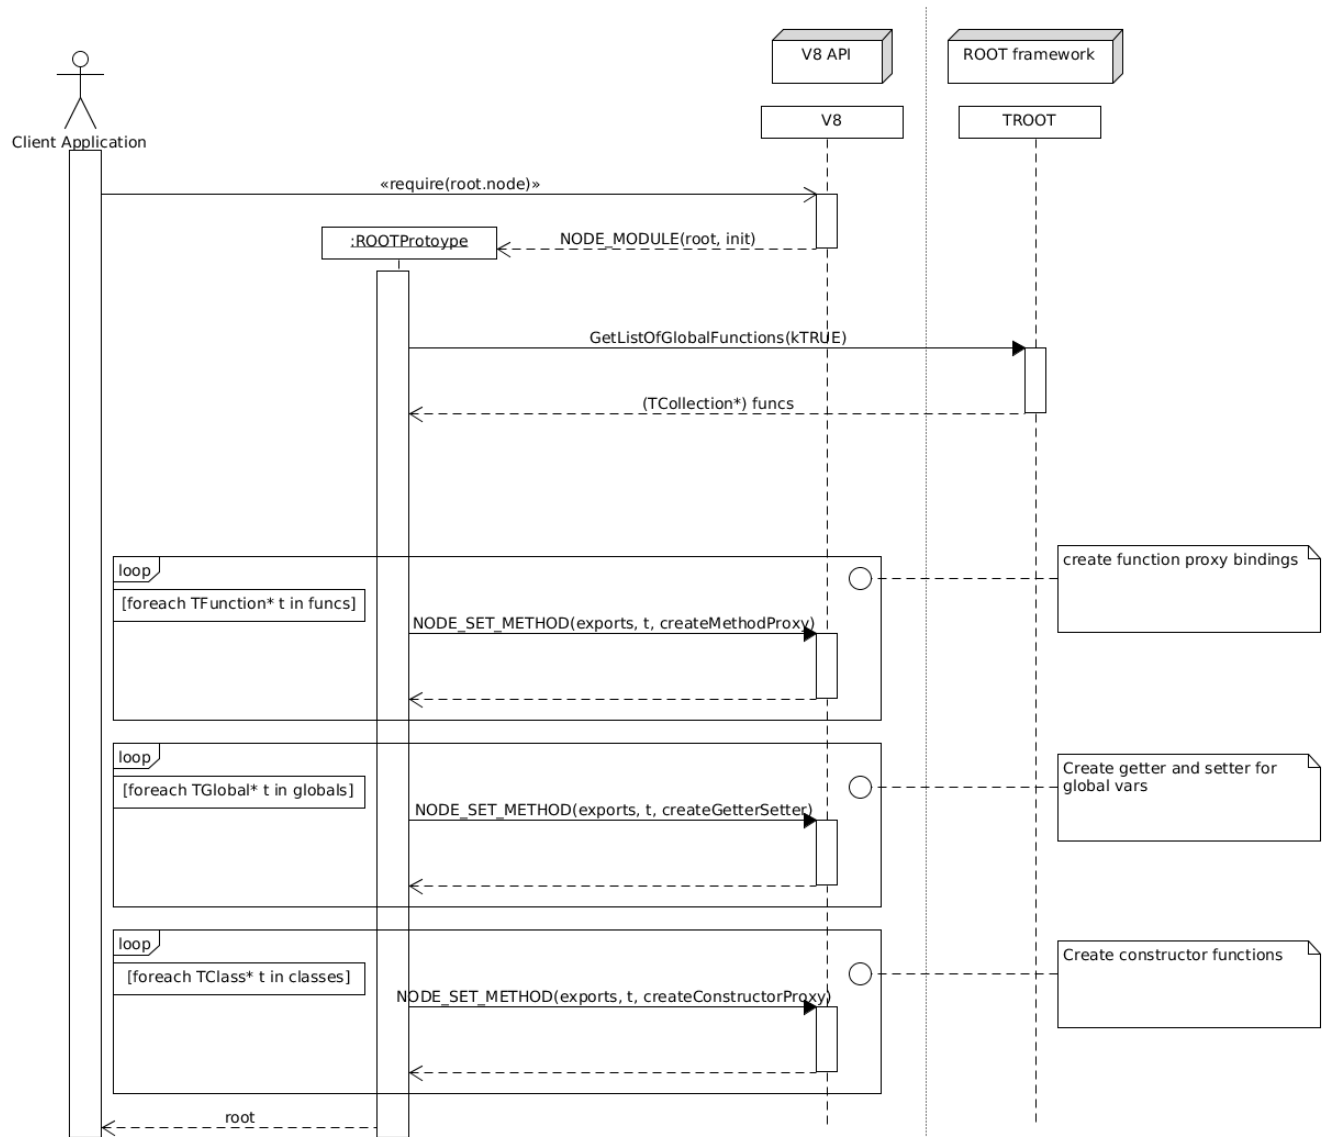 V8 API
ROOT framework
V8
TROOT
Client Application
«require(root.node)»
:ROOTProtoype
NODE_MODULE(root, init)
GetListOfGlobalFunctions(kTRUE)
(TCollection*) funcs
loop
create function proxy bindings
[foreach TFunction* t in funcs]
NODE_SET_METHOD(exports, t, createMethodProxy)
loop
Create getter and setter for
global vars
[foreach TGlobal* t in globals]
NODE_SET_METHOD(exports, t, createGetterSetter)
loop
Create constructor functions
[foreach TClass* t in classes]
NODE_SET_METHOD(exports, t, createConstructorProxy)
root